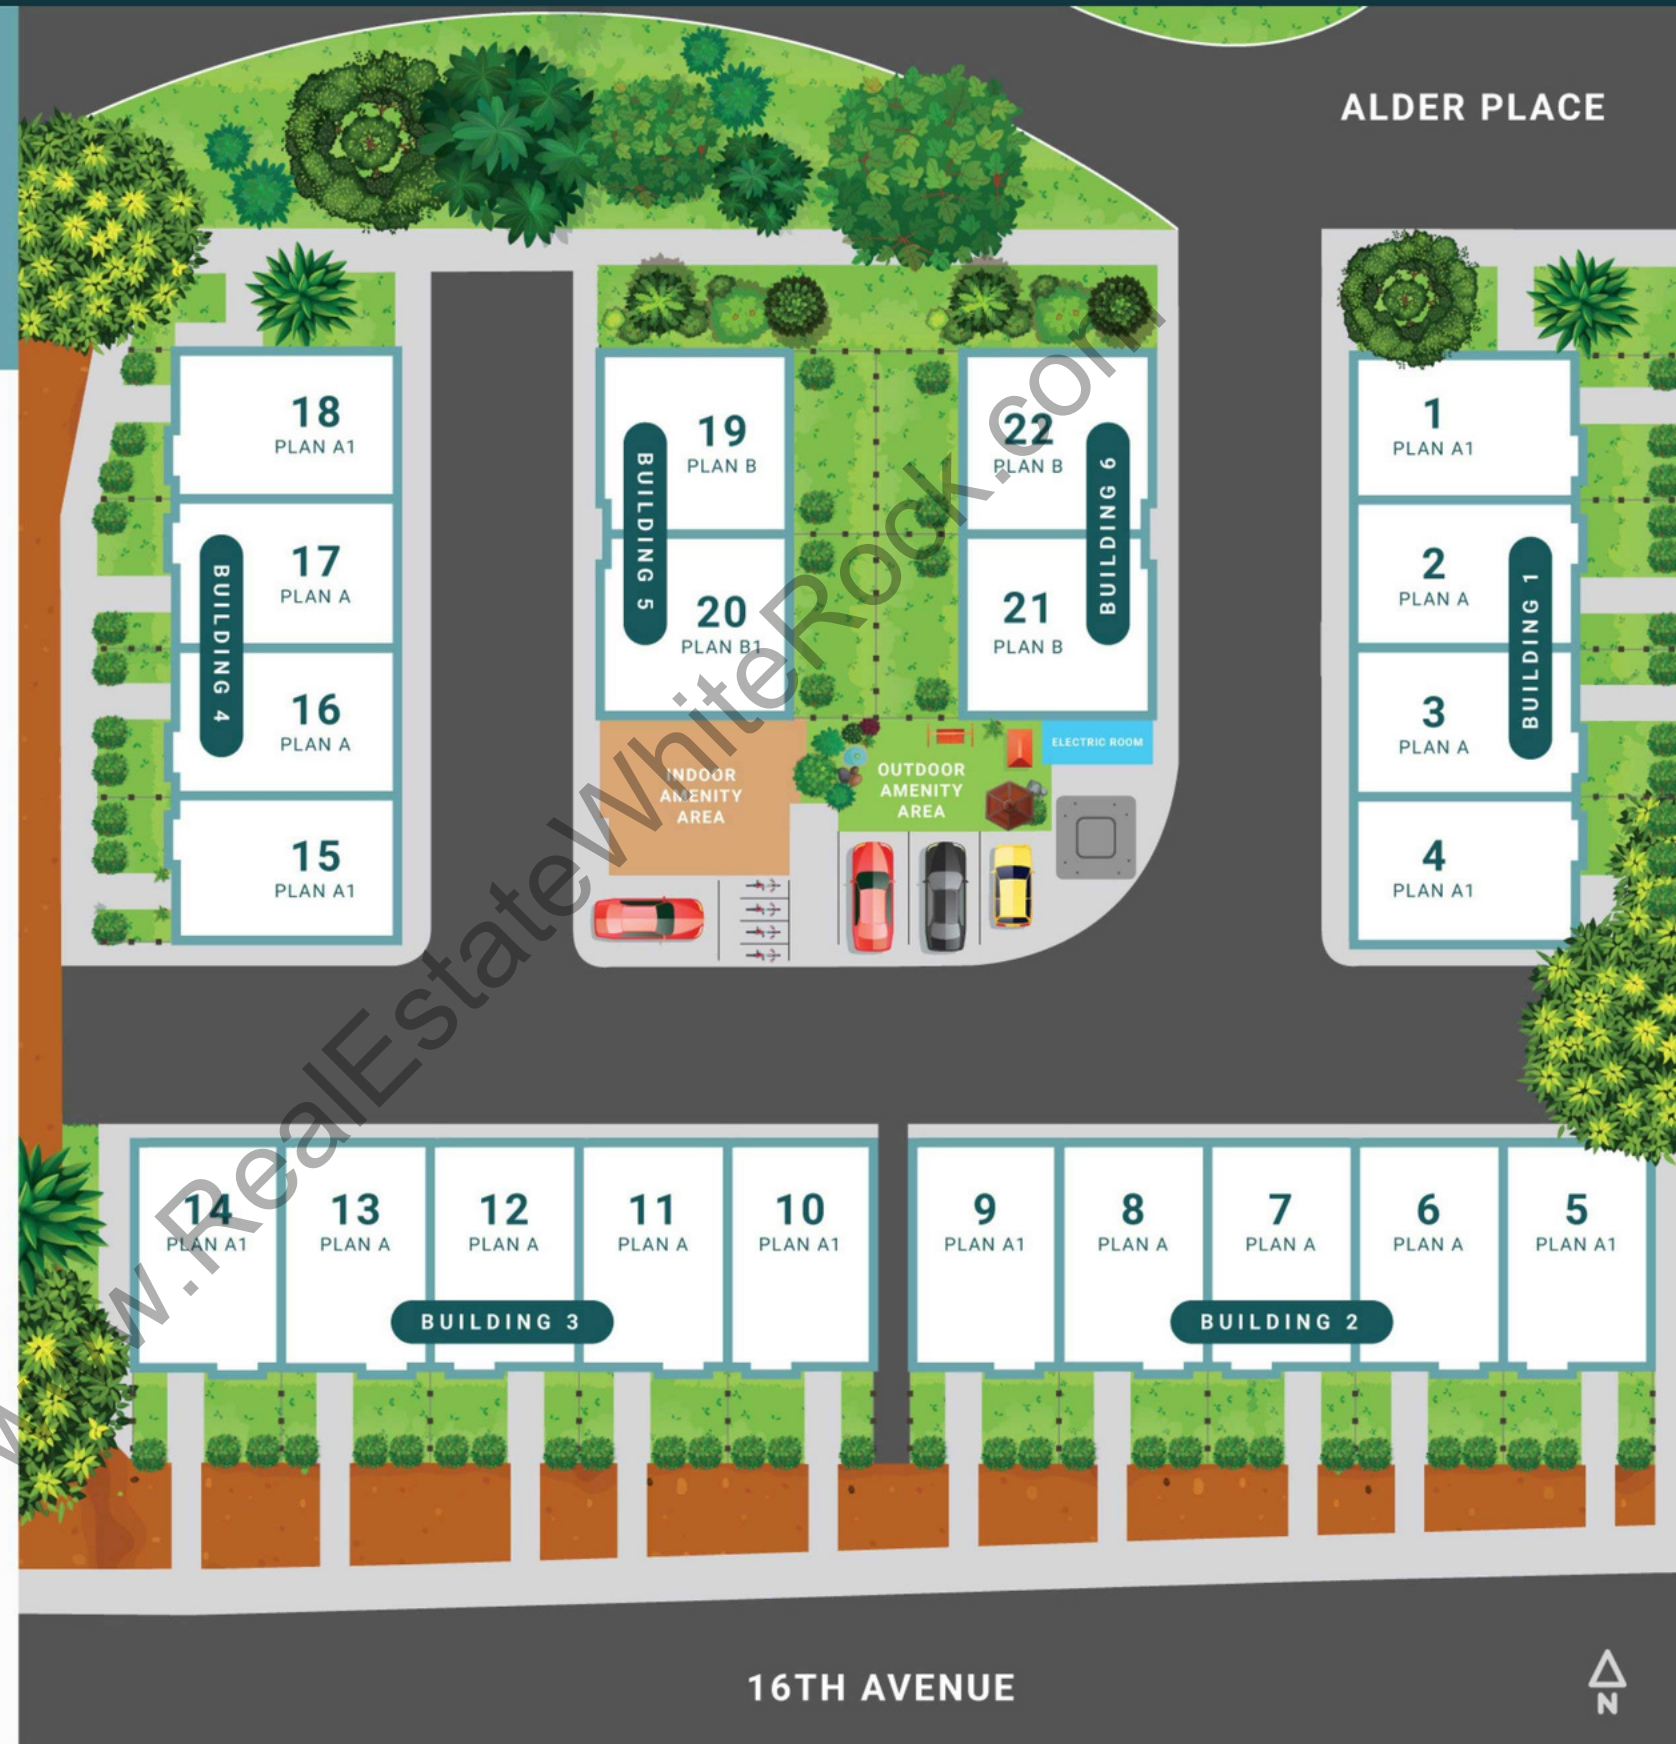 ALDER PLACE
18
PLAN A1
17
PLAN A
16
PLAN A
15
PLAN A1
BUILDING 4
19
PLAN B
20
PLAN B1
BUILDING 5
22
PLAN B
21
PLAN B
BUILDING 6
1
PLAN A1
2
PLAN A
3
PLAN A
4
PLAN A1
BUILDING 1
INDOOR
AMENITY
AREA
OUTDOOR
AMENITY
AREA
ELECTRIC ROOM
14
PLAN A1
13
PLAN A
12
PLAN A
11
PLAN A
10
PLAN A1
BUILDING 3
9
PLAN A1
8
PLAN A
7
PLAN A
6
PLAN A
5
PLAN A1
BUILDING 2
16TH AVENUE
N
w.RealEstateWhiteRock.com